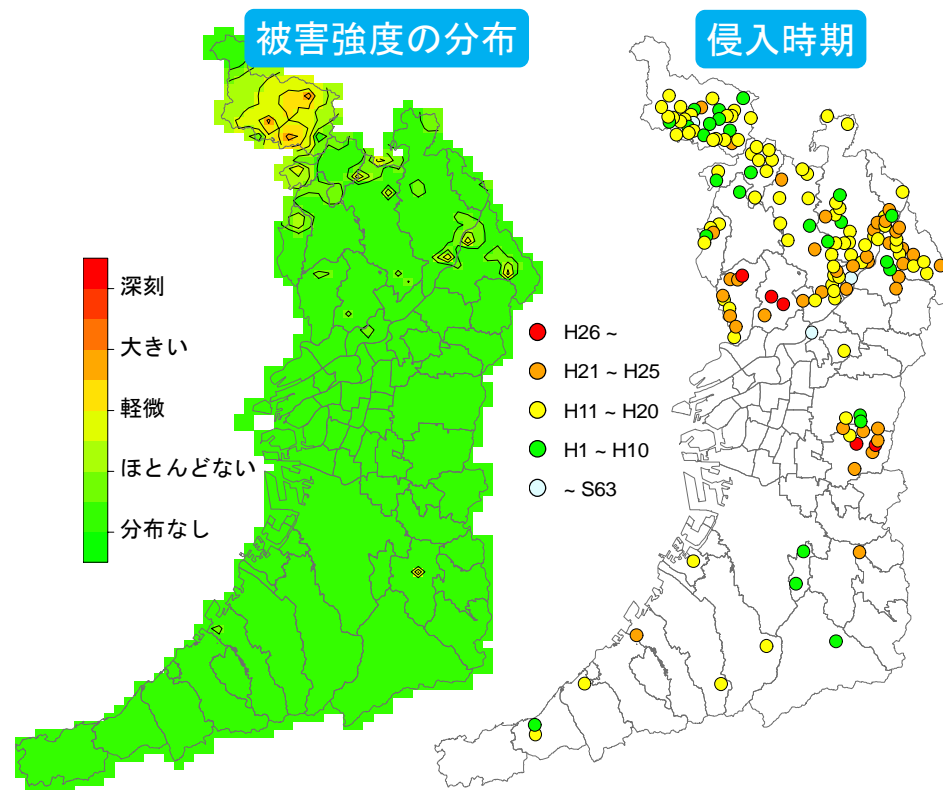 被害強度の分布
侵入時期
深刻
大きい
軽微
ほとんどない
分布なし
H26 ~
H21 ~ H25
H11 ~ H20
H1 ~ H10
~ S63